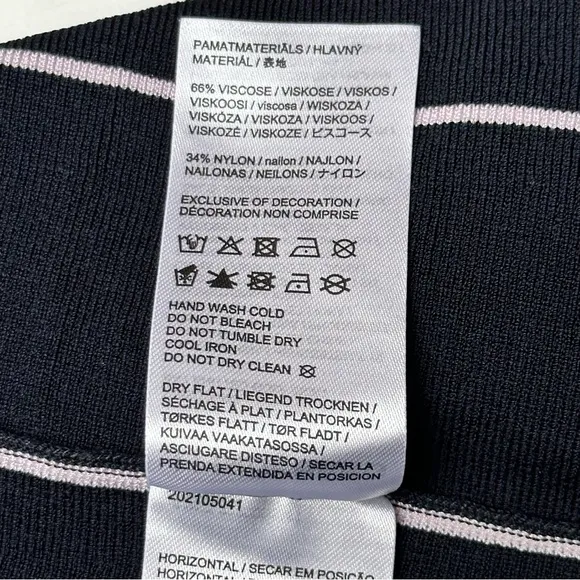 PAMATMATERIĀLS / HLAVNÝ
MATERIÁL / 表地
66% VISCOSE / VISKOSE / VISKOS /
VISKOOSI / viscosa / WISKOZA /
VISKÓZA / VISKOZA / VISKOOS /
VISKOZĖ / VISKOZE / ビスコース
34% NYLON / nailon / NAJLON /
NAILONAS / NEILONS / ナイロン
EXCLUSIVE OF DECORATION /
DÉCORATION NON COMPRISE
HAND WASH COLD
DO NOT BLEACH
DO NOT TUMBLE DRY
COOL IRON
DO NOT DRY CLEAN
DRY FLAT / LIEGEND TROCKNEN /
SÉCHAGE À PLAT / PLANTORKAS /
TØRKES FLATT / TØR FLADT /
KUIVAA VAAKATASOSSA /
ASCIUGARE DISTESO / SECAR LA
PRENDA EXTENDIDA EN POSICION
202105041
HORIZONTAL / SECAR EM POSIÇÃO